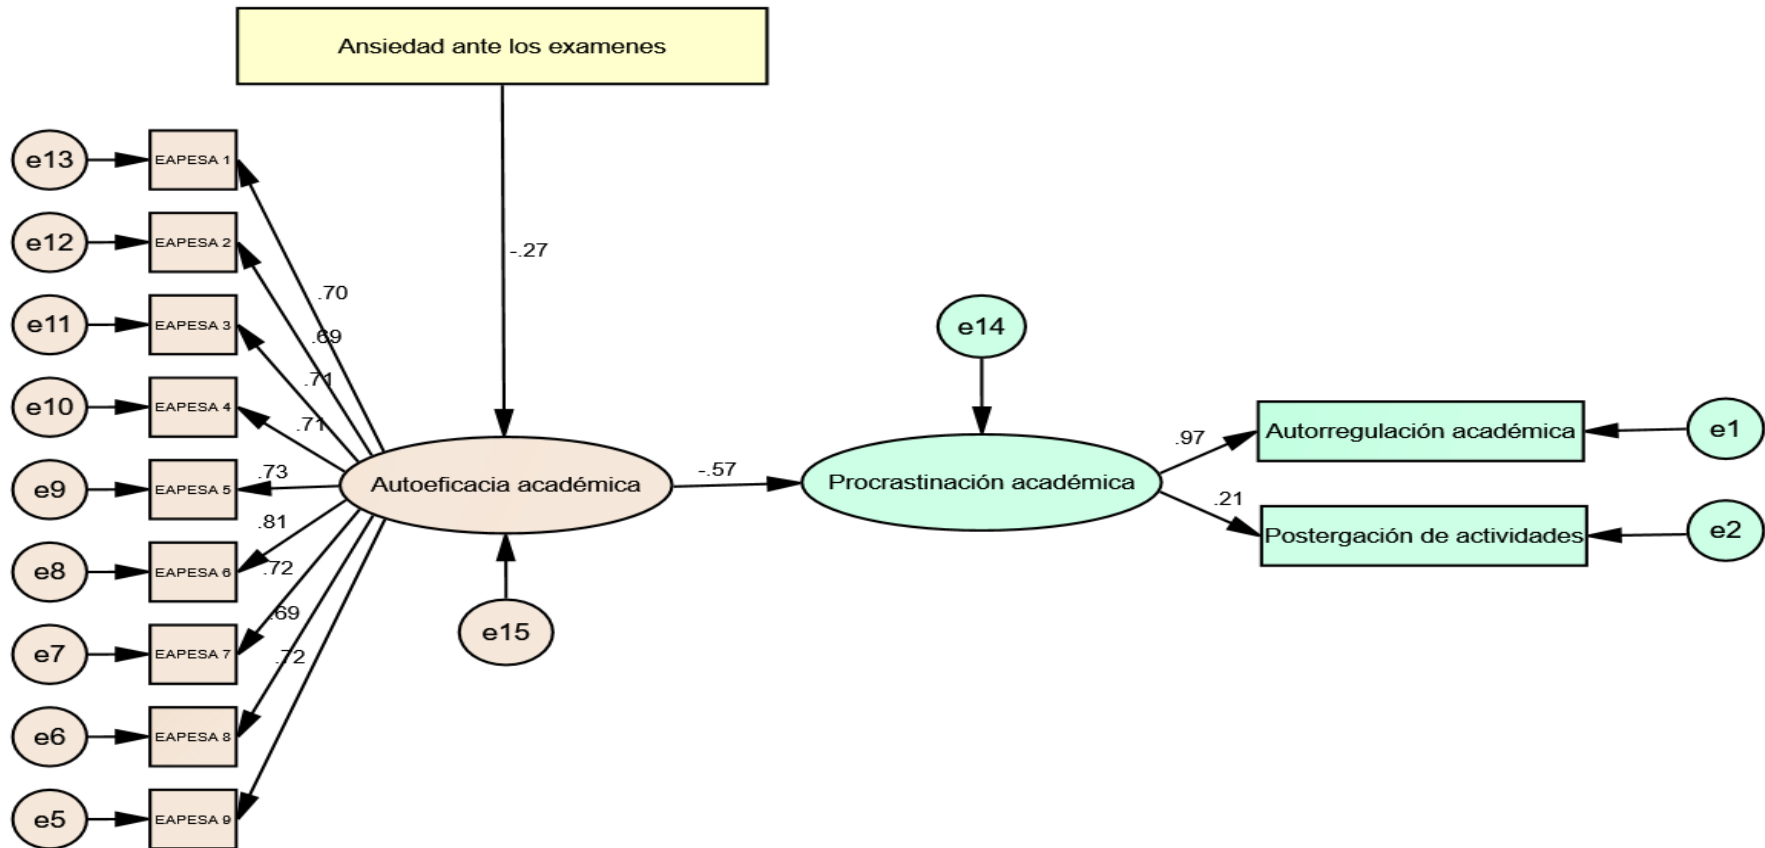 Ansiedad ante los examenes
e13
EAPESA 1
e12
EAPESA 2
e11
EAPESA 3
e10
EAPESA 4
e9
EAPESA 5
e8
EAPESA 6
e7
EAPESA 7
e6
EAPESA 8
e5
EAPESA 9
.70
.69
.71
.71
.73
.81
.72
.69
.72
-.27
Autoeficacia académica
e15
-.57
e14
Procrastinación académica
.97
.21
Autorregulación académica
e1
Postergación de actividades
e2